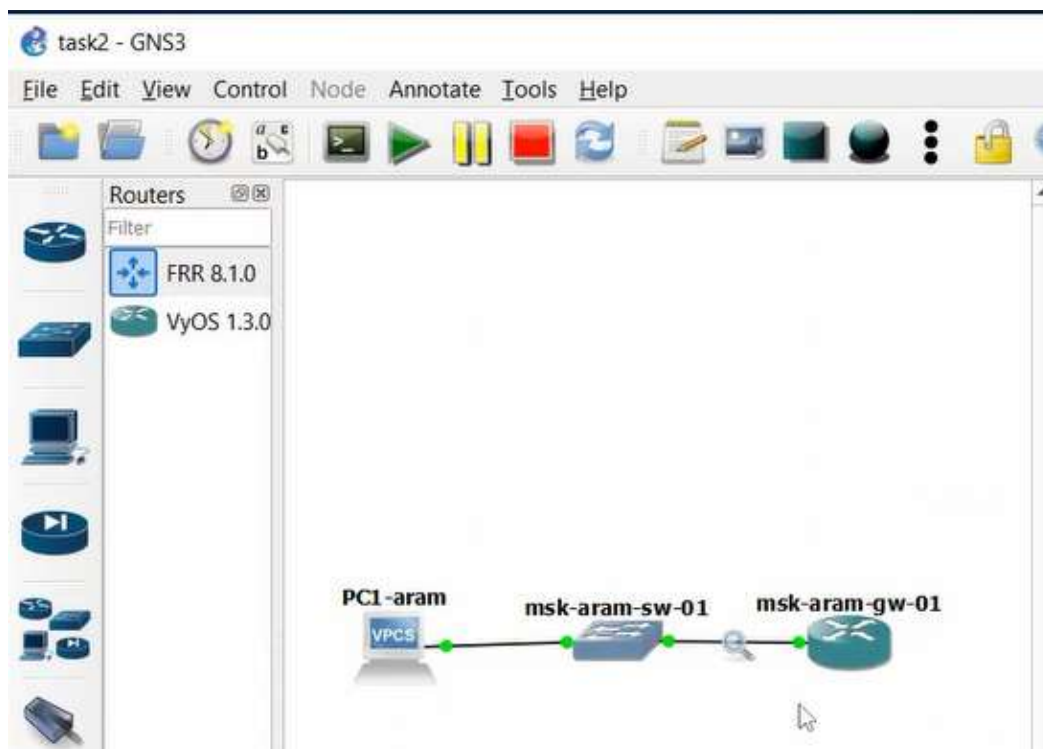 task2 - GNS3
File Edit View Control Node Annotate Tools Help
Routers
Filter
FRR 8.1.0
VyOS 1.3.0
PC1-aram
msk-aram-sw-01
msk-aram-gw-01
VPCS